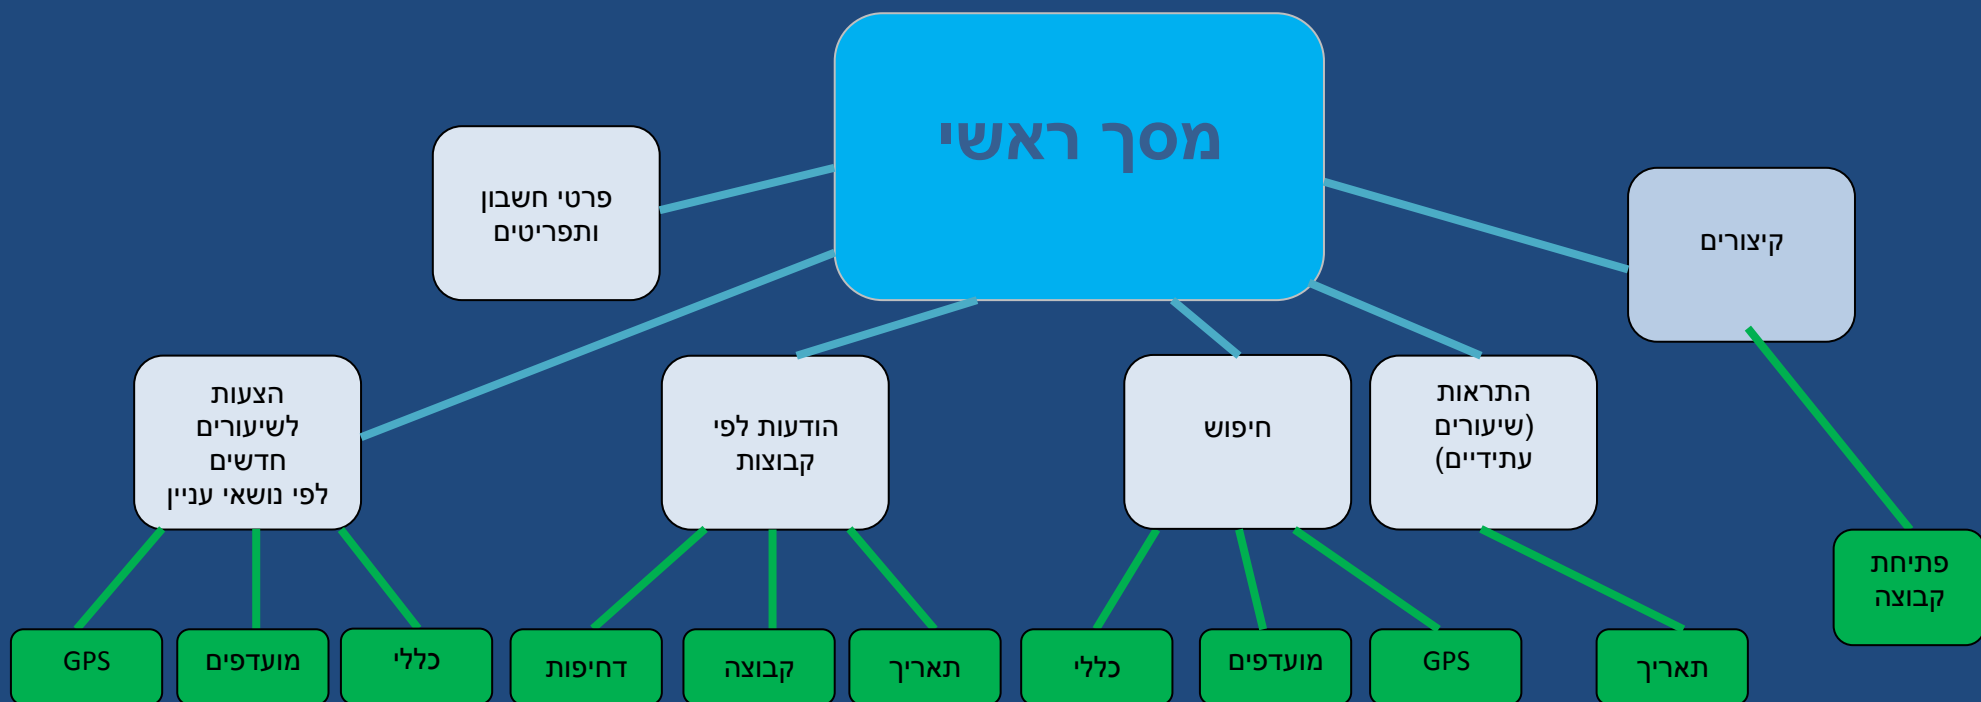 מסך ראשי
קיצורים
פרטי חשבון
ותפריטים
התראות
(שיעורים
עתידיים)
חיפוש
הודעות לפי
קבוצות
הצעות
לשיעורים
חדשים
לפי נושאי עניין
פתיחת
קבוצה
תאריך
GPS
מועדפים
כללי
תאריך
קבוצה
דחיפות
כללי
מועדפים
GPS